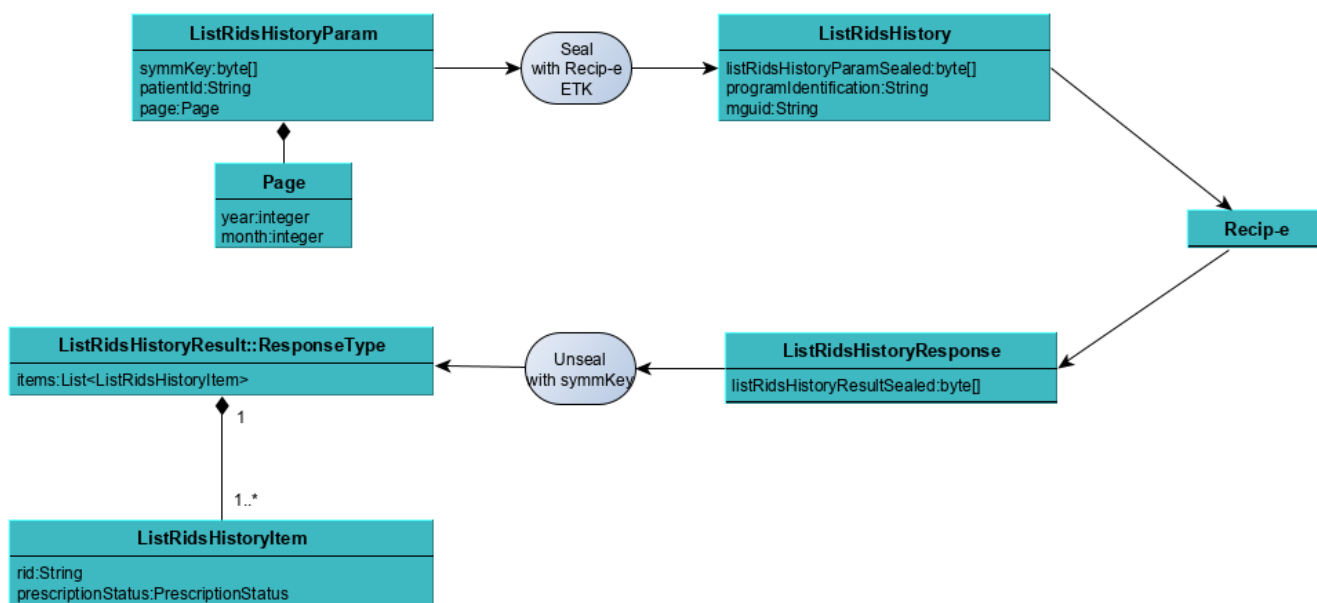 ListRidsHistoryParam
symmKey:byte[]
patientId:String
page:Page
Seal
with Recip-e
ETK
ListRidsHistory
listRidsHistoryParamSealed:byte[]
programIdentification:String
mguid:String
Page
year:integer
month:integer
Recip-e
ListRidsHistoryResult::ResponseType
items:List<ListRidsHistoryItem>
Unseal
with symmKey
ListRidsHistoryResponse
listRidsHistoryResultSealed:byte[]
1
1..*
ListRidsHistoryItem
rid:String
prescriptionStatus:PrescriptionStatus